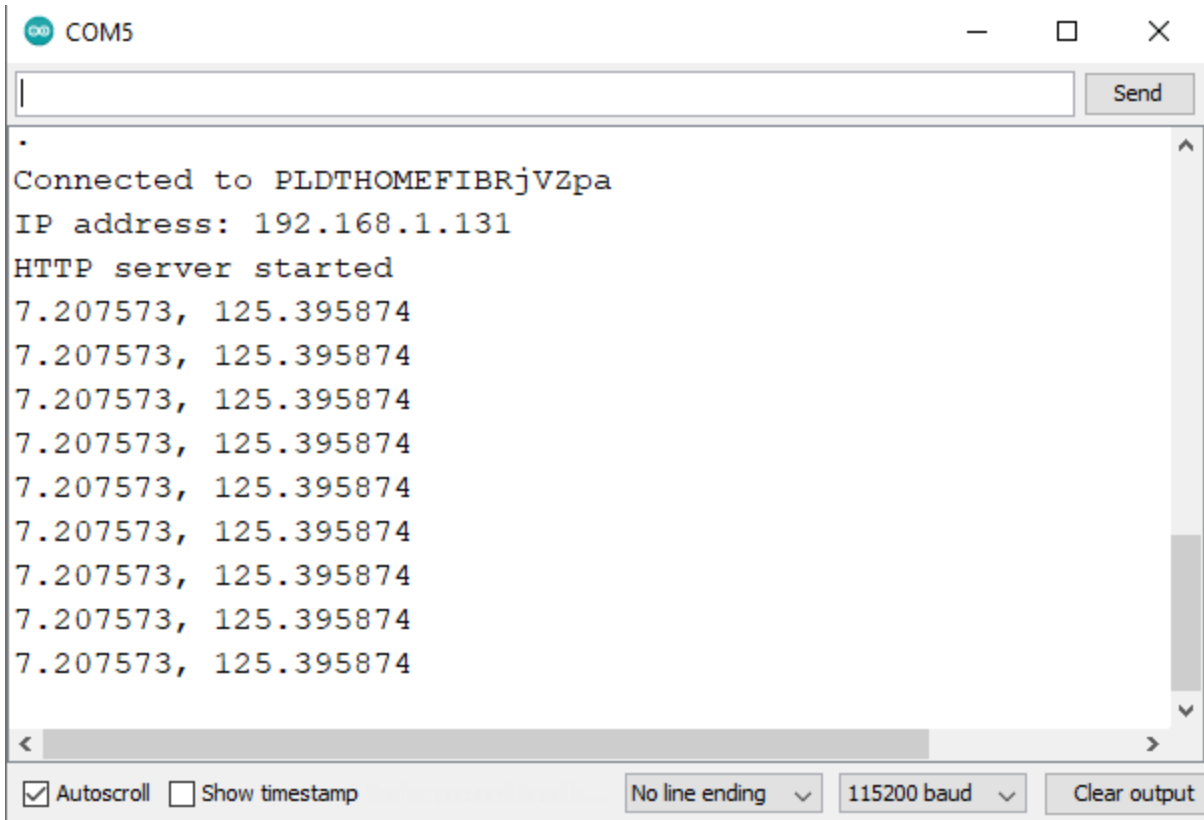 COM5
Send
.
Connected to PLDTHOMEFIBRjVZpa
IP address: 192.168.1.131
HTTP server started
7.207573, 125.395874
7.207573, 125.395874
7.207573, 125.395874
7.207573, 125.395874
7.207573, 125.395874
7.207573, 125.395874
7.207573, 125.395874
7.207573, 125.395874
7.207573, 125.395874
Autoscroll Show timestamp No line ending 115200 baud Clear output